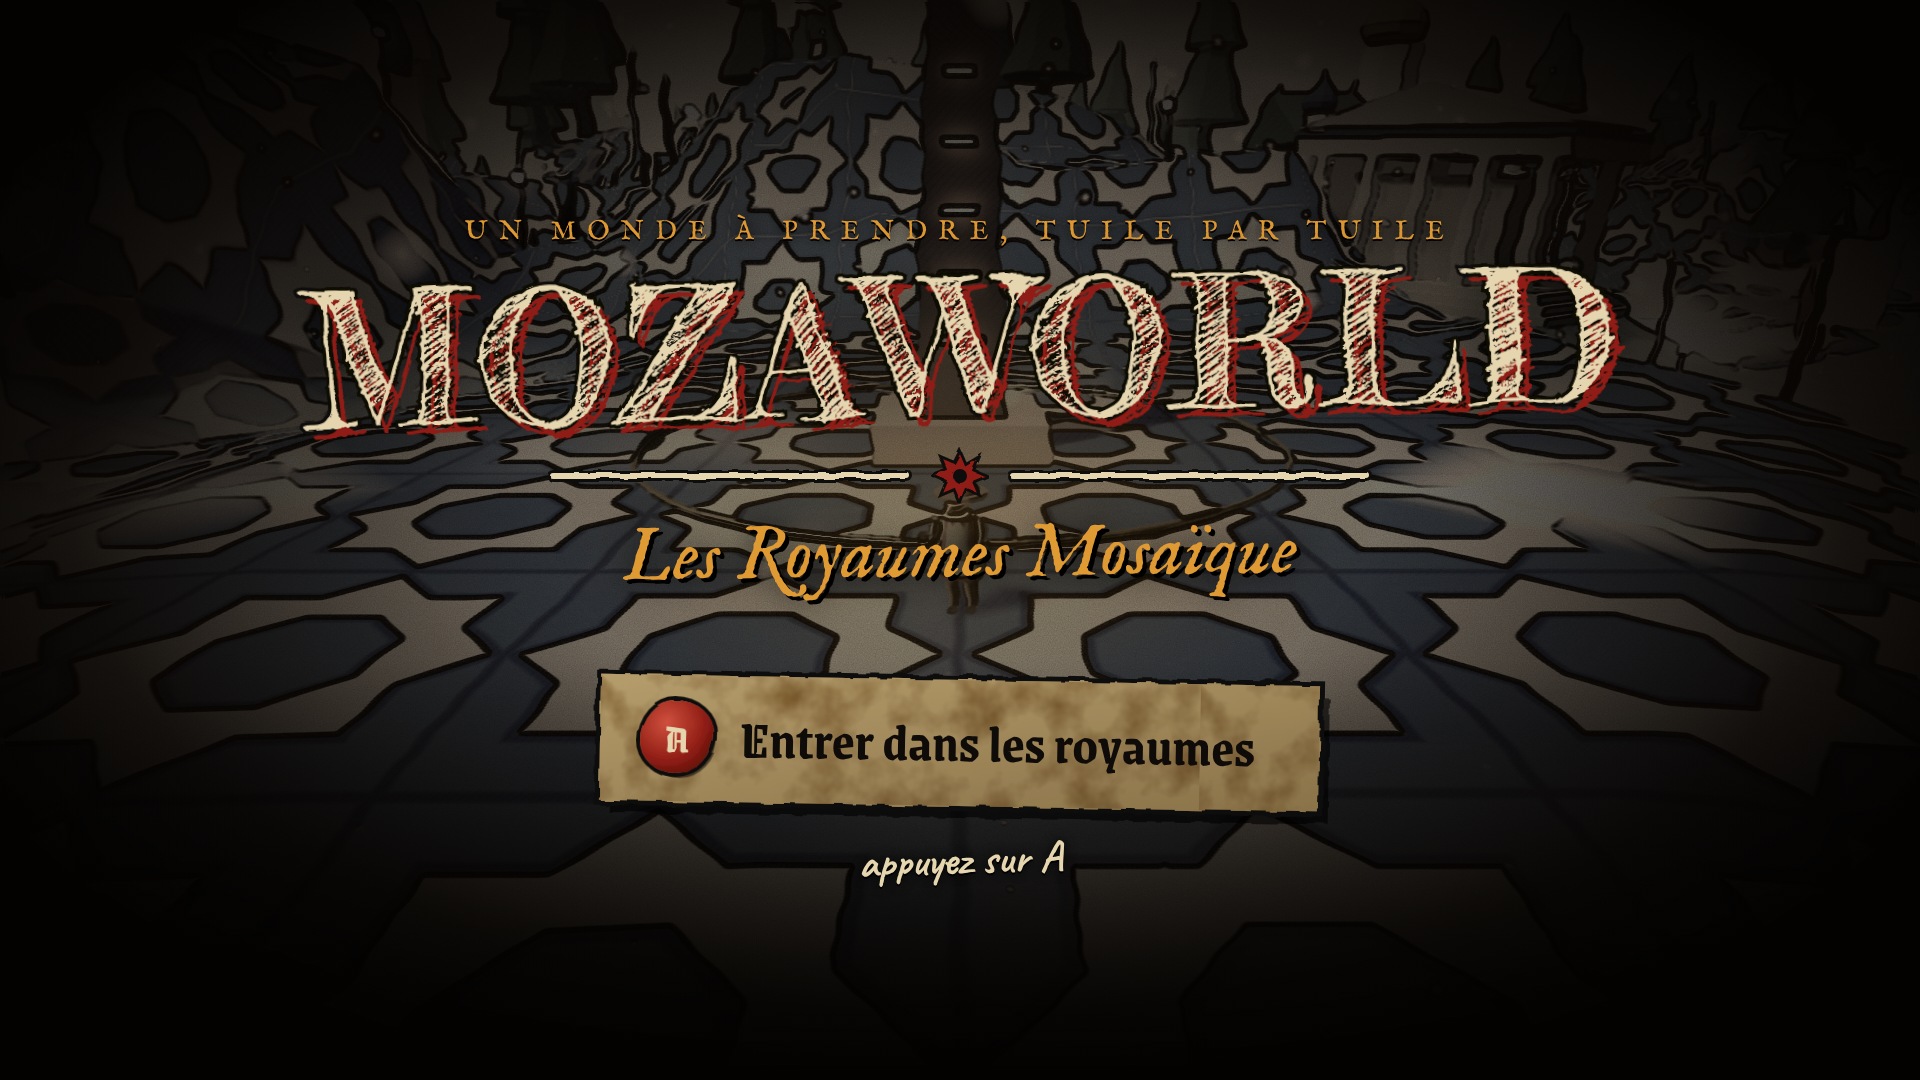 UN MONDE À PRENDRE, TUILE PAR TUILE
MOZAWORLD
Les Royaumes Mosaïque
A Entrer dans les royaumes
appuyez sur A